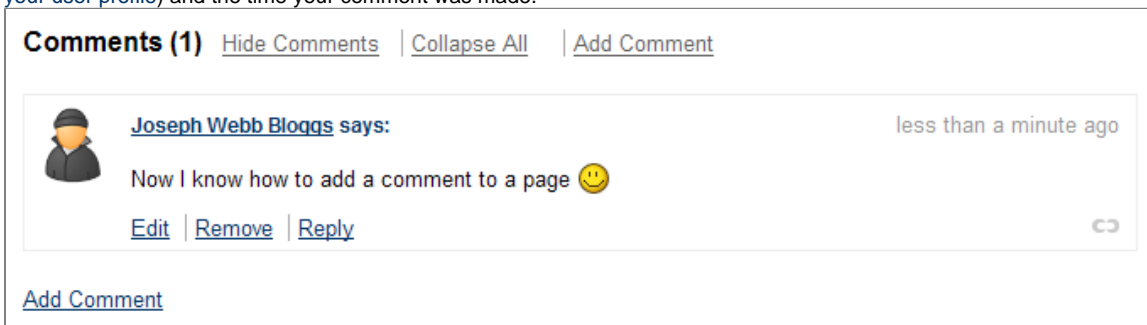 your user profile) and the time your comment was made.
Comments (1) Hide Comments | Collapse All | Add Comment
Joseph Webb Bloggs says: less than a minute ago
Now I know how to add a comment to a page
Edit | Remove | Reply
Add Comment